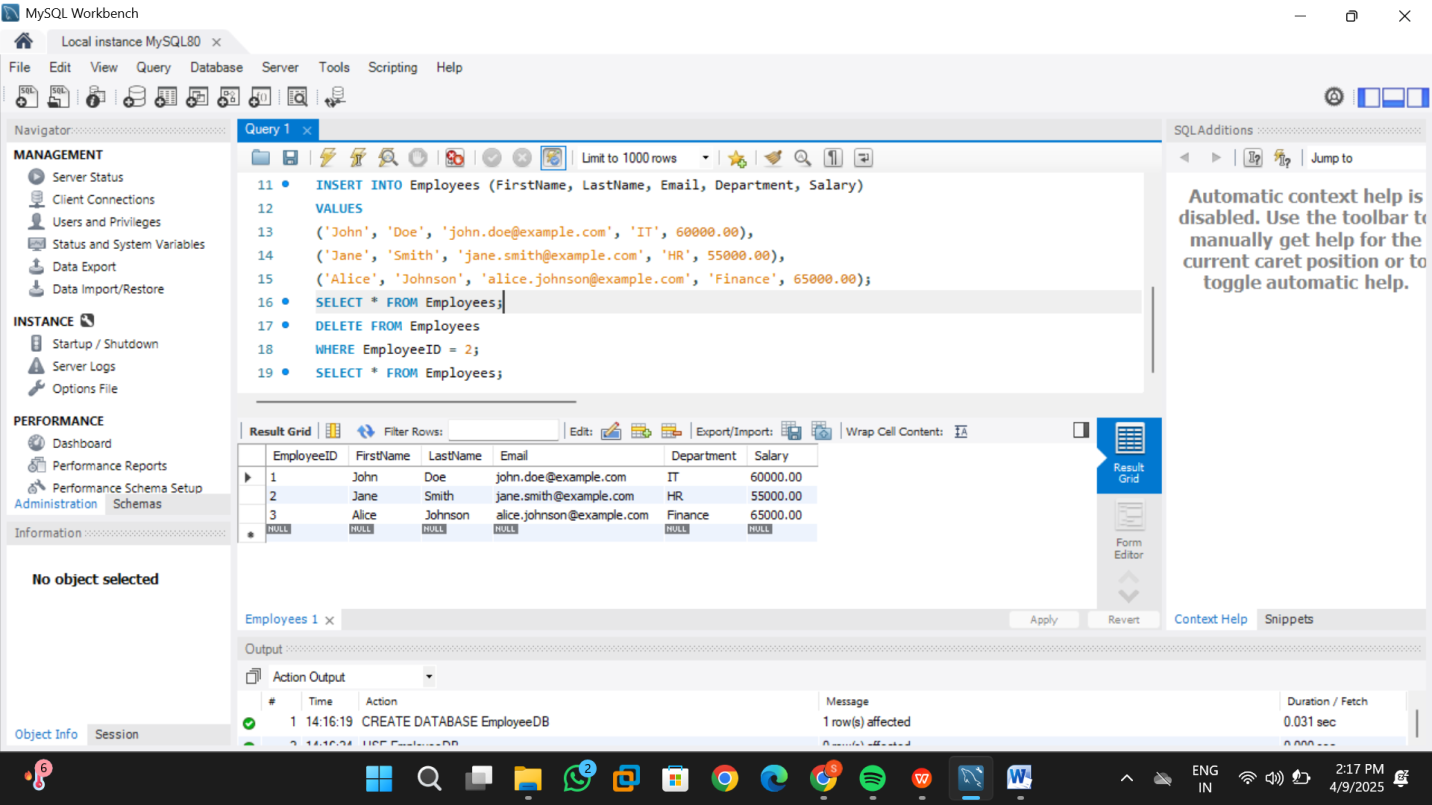 MySQL Workbench
Local instance MySQL80
File Edit View Query Database Server Tools Scripting Help
Navigator
MANAGEMENT
Server Status
Client Connections
Users and Privileges
Status and System Variables
Data Export
Data Import/Restore
INSTANCE
Startup / Shutdown
Server Logs
Options File
PERFORMANCE
Dashboard
Performance Reports
Performance Schema Setup
Administration Schemas
Information
No object selected
Object Info Session
Query 1
Limit to 1000 rows
11 INSERT INTO Employees (FirstName, LastName, Email, Department, Salary)
12 VALUES
13 ('John', 'Doe', 'john.doe@example.com', 'IT', 60000.00),
14 ('Jane', 'Smith', 'jane.smith@example.com', 'HR', 55000.00),
15 ('Alice', 'Johnson', 'alice.johnson@example.com', 'Finance', 65000.00);
16 SELECT * FROM Employees;
17 DELETE FROM Employees
18 WHERE EmployeeID = 2;
19 SELECT * FROM Employees;
Result Grid Filter Rows: Edit: Export/Import: Wrap Cell Content:
EmployeeID FirstName LastName Email Department Salary
1 John Doe john.doe@example.com IT 60000.00
2 Jane Smith jane.smith@example.com HR 55000.00
3 Alice Johnson alice.johnson@example.com Finance 65000.00
NULL NULL NULL NULL NULL NULL
Result
Grid
Form
Editor
Employees 1 Apply Revert
SQLAdditions
Jump to
Automatic context help is
disabled. Use the toolbar to
manually get help for the
current caret position or to
toggle automatic help.
Context Help Snippets
Output
Action Output
# Time Action Message Duration / Fetch
1 14:16:19 CREATE DATABASE EmployeeDB 1 row(s) affected 0.031 sec
6
2
S
W
ENG
IN
2:17 PM
4/9/2025